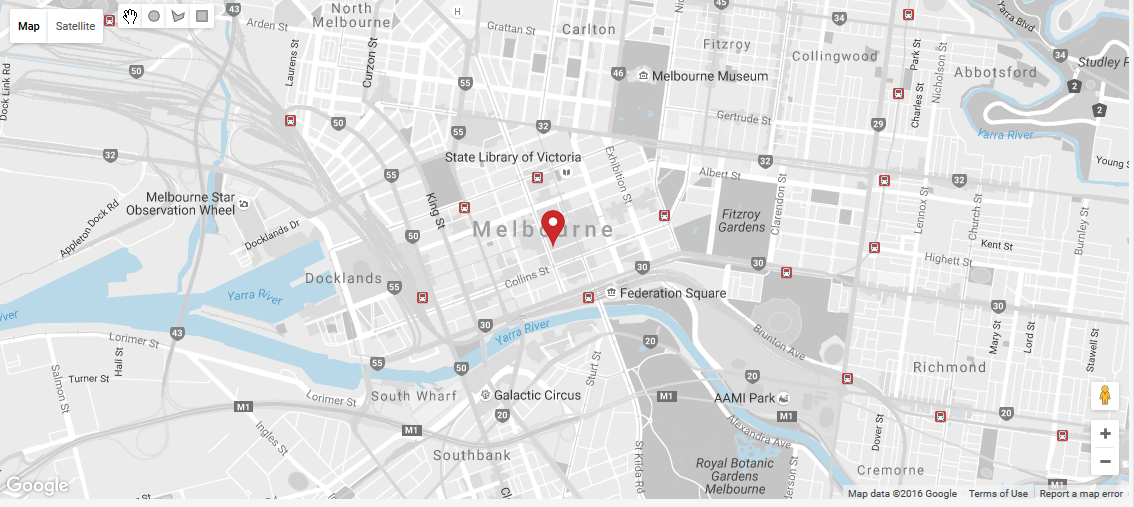 Map
Satellite
43
North
Melbourne
Arden St
Grattan St
H
Carlton
45
34
Fitzroy
Collingwood
Park St
Nicholson St
Yarra Blvd
34
Studley P
Abbotsford
Dock Link Rd
50
Laurens St
Curzon St
55
46
Melbourne Museum
Charles St
2
2
Yarra River
Gertrude St
50
55
32
29
32
State Library of Victoria
Exhibition St
Albert St
32
32
Young S
55
Melbourne Star
Observation Wheel
King St
Appleton Dock Rd
Docklands Dr
50
Melbourne
Fitzroy
Gardens
Clarendon St
Lennox St
Church St
Burnley St
Kent St
Highett St
Docklands
Collins St
30
30
55
Yarra River
Federation Square
30
iver
43
30
Yarra River
Lorimer St
Hall St
20
Brunton Ave
Mary St
Lord St
Stawell St
55
50
Sturt St
Richmond
Turner St
Salmon St
20
Lorimer St
South Wharf
Galactic Circus
M1
AAMI Park
M1
20
20
M1
Ingles St
Alexandra Ave
Dover St
Southbank
St Kilda Rd
Royal Botanic
Gardens
Melbourne
Cremorne
M1
Google
Map data ©2016 Google
Terms of Use
Report a map error